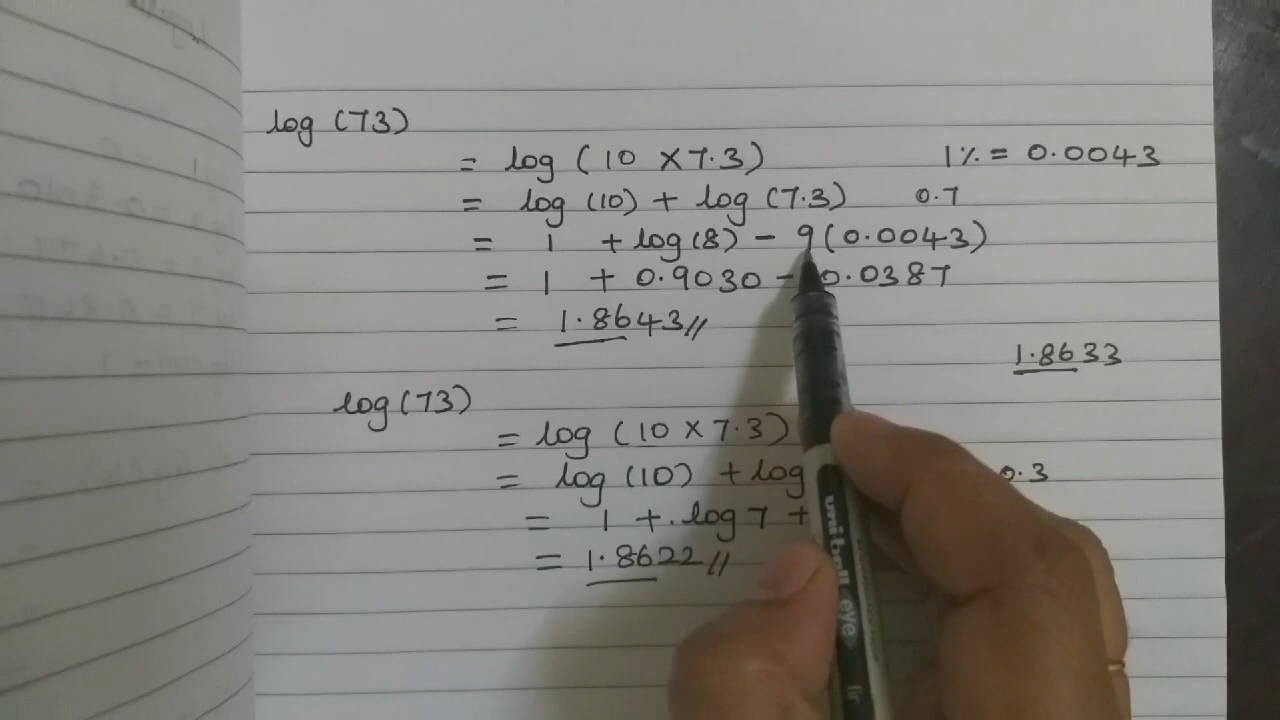 log (73)
= log (10 × 7.3) 1% = 0.0043
= log (10) + log (7.3) 0.7
= 1 + log (8) - 9 (0.0043)
= 1 + 0.9030 - 0.0387
= 1.8643 //
1.8633
log (73)
= log (10 × 7.3)
= log (10) + log 0.3
= 1 + log 7 +
= 1.8622 //
uniball eye